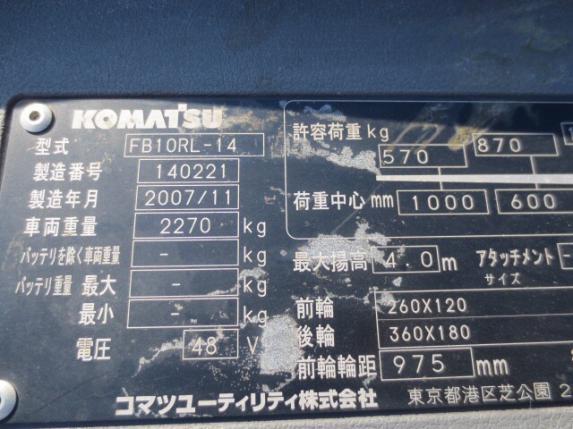 KOMATSU
型式 FB10RL-14
製造番号 140221
製造年月 2007/11
車両重量 2270 kg
バッテリを除く車両重量 - kg
バッテリ重量 最大 - kg
最小 - kg
電圧 48 V
許容荷重 kg 570 870
荷重中心 mm 1000 600
最大揚高 4.0 m アタッチメント -
サイズ
前輪 260X120
後輪 360X180
前輪輪距 975 mm
コマツユーティリティ株式会社 東京都港区芝公園 2